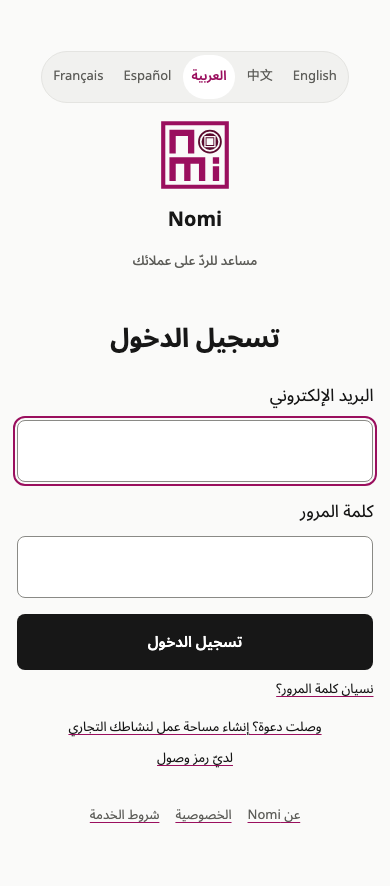 English 中文 العربية Español Français
nomi
Nomi
مساعد للردّ على عملائك
تسجيل الدخول
البريد الإلكتروني
كلمة المرور
تسجيل الدخول
نسيان كلمة المرور؟
وصلت دعوة؟ إنشاء مساحة عمل لنشاطك التجاري
لديّ رمز وصول
عن Nomi الخصوصية شروط الخدمة